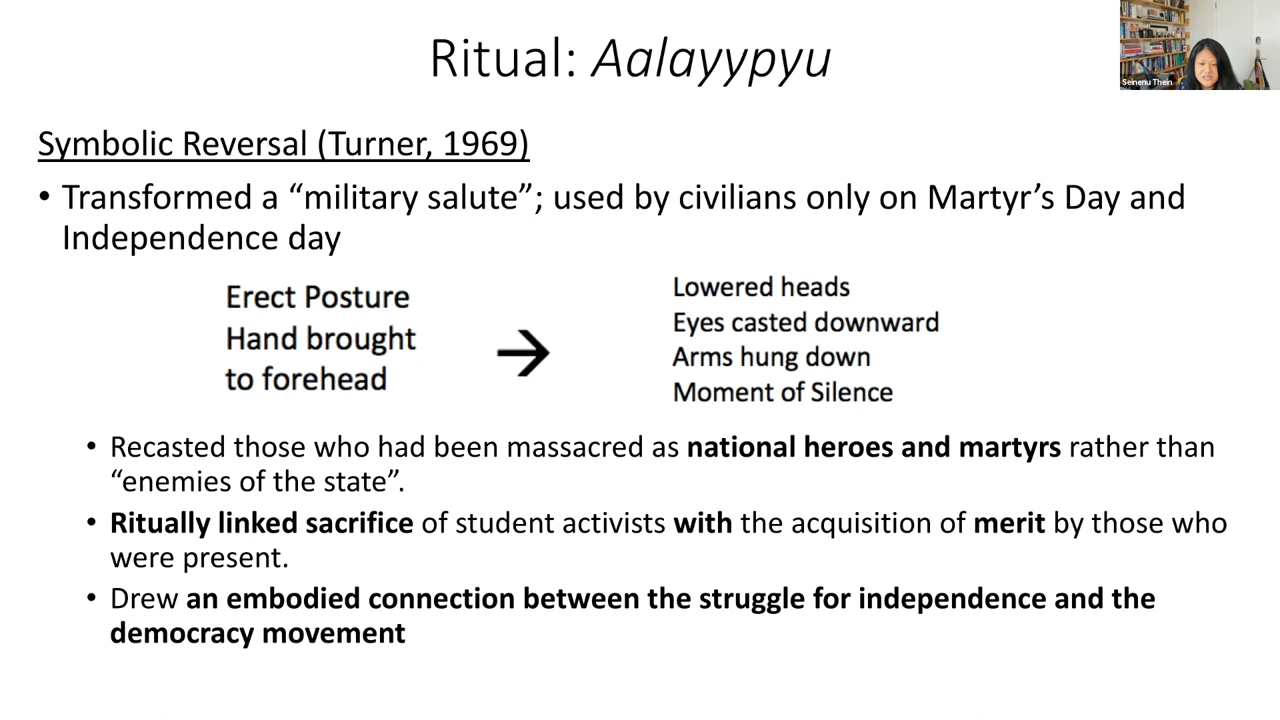 Ritual: Aalayypyu
Seinenu Thein
Symbolic Reversal (Turner, 1969)
• Transformed a “military salute”; used by civilians only on Martyr’s Day and
Independence day
Erect Posture
Hand brought
to forehead
→
Lowered heads
Eyes casted downward
Arms hung down
Moment of Silence
• Recasted those who had been massacred as national heroes and martyrs rather than
“enemies of the state”.
• Ritually linked sacrifice of student activists with the acquisition of merit by those who
were present.
• Drew an embodied connection between the struggle for independence and the
democracy movement